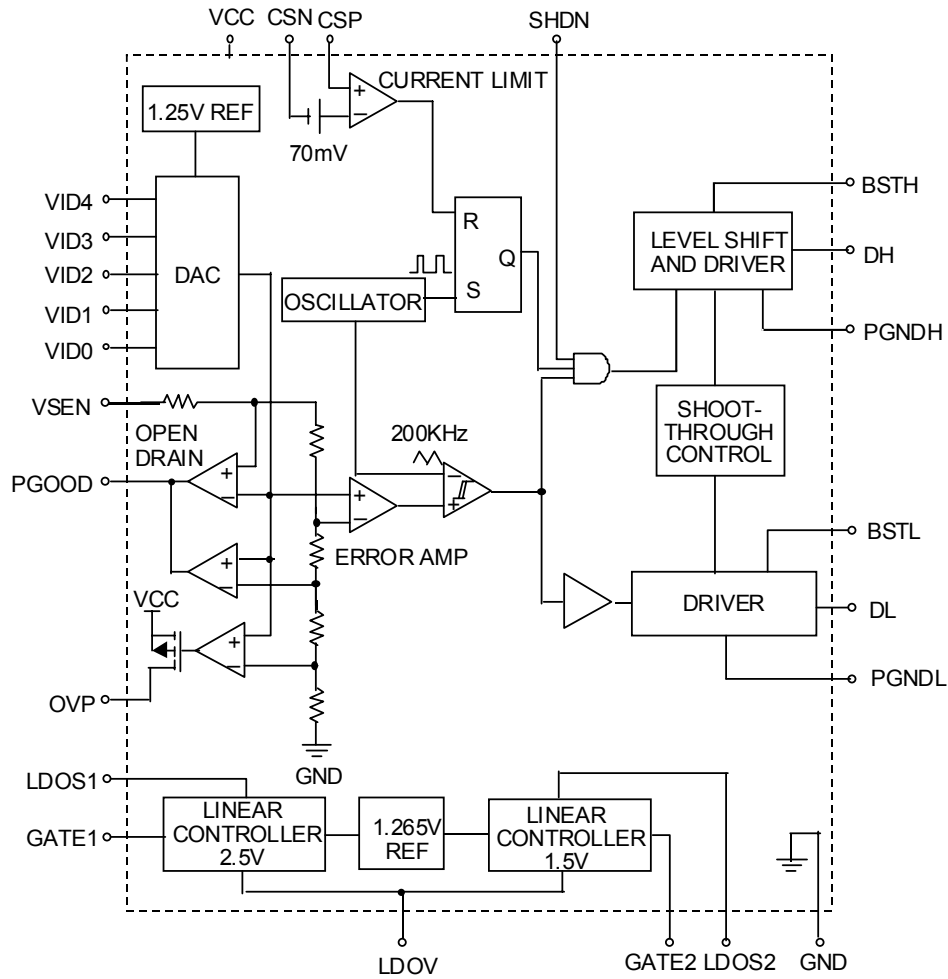 VCC CSN CSP SHDN
CURRENT LIMIT
+
−
1.25V REF
70mV
VID4
VID3
VID2
VID1
VID0
DAC
R
S
Q
OSCILLATOR
BSTH
LEVEL SHIFT
AND DRIVER
DH
PGNDH
VSEN
OPEN
DRAIN
PGOOD
+
−
200KHz
−
+
+
−
ERROR AMP
SHOOT-
THROUGH
CONTROL
+
−
BSTL
DRIVER
DL
VCC
+
−
PGNDL
OVP
GND
LDOS1
GATE1
LINEAR
CONTROLLER
2.5V
1.265V
REF
LINEAR
CONTROLLER
1.5V
LDOV
GATE2 LDOS2 GND